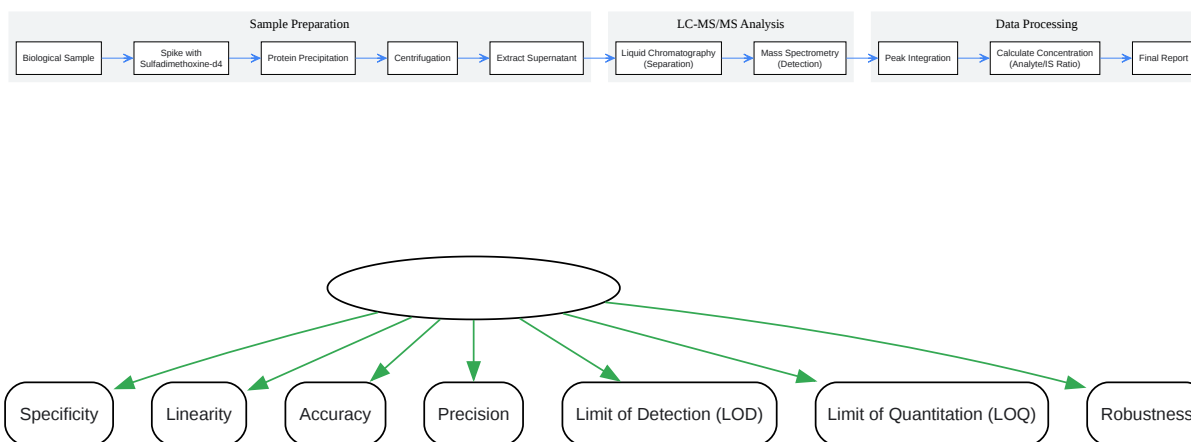 Sample Preparation
LC-MS/MS Analysis
Data Processing
Biological Sample
Spike with
Sulfadimethoxine-d4
Protein Precipitation
Centrifugation
Extract Supernatant
Liquid Chromatography
(Separation)
Mass Spectrometry
(Detection)
Peak Integration
Calculate Concentration
(Analyte/IS Ratio)
Final Report
Specificity
Linearity
Accuracy
Precision
Limit of Detection (LOD)
Limit of Quantitation (LOQ)
Robustness